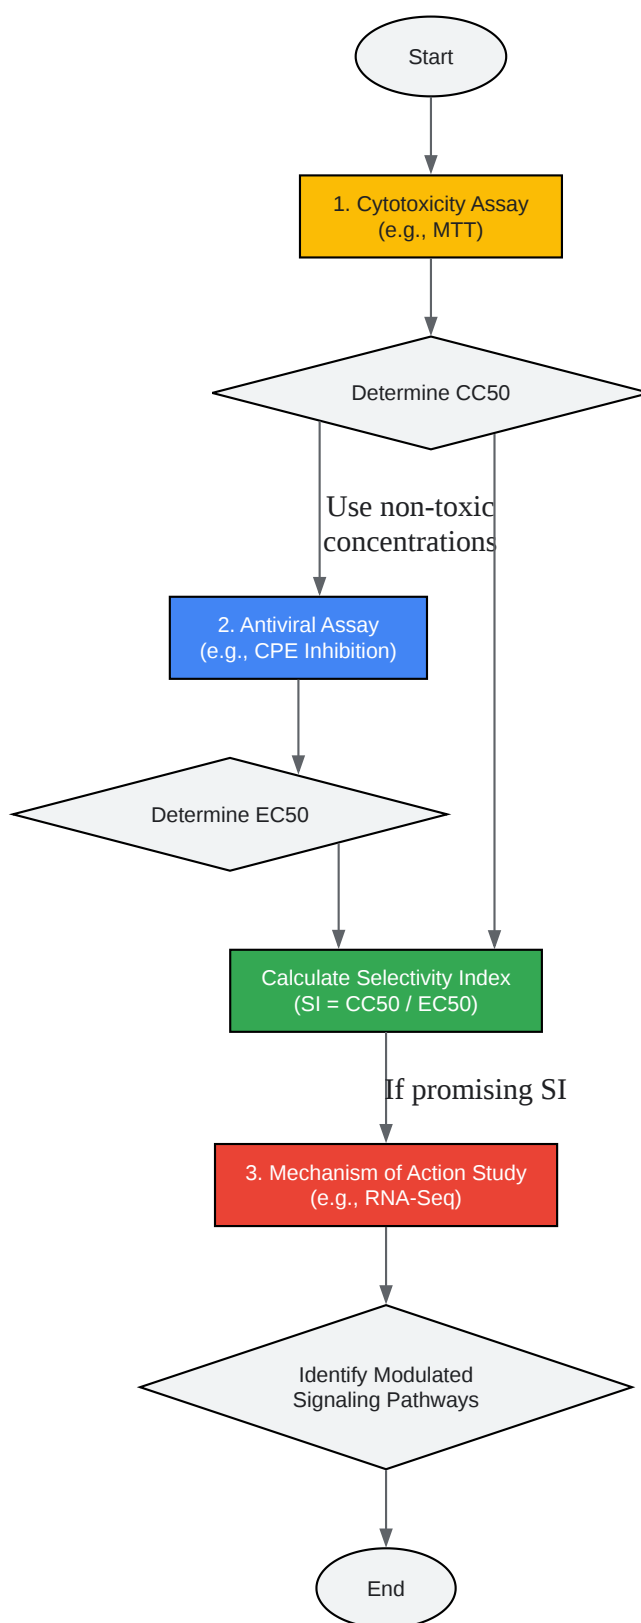 Start
1. Cytotoxicity Assay
(e.g., MTT)
Determine CC50
Use non-toxic
concentrations
2. Antiviral Assay
(e.g., CPE Inhibition)
Determine EC50
Calculate Selectivity Index
(SI = CC50 / EC50)
If promising SI
3. Mechanism of Action Study
(e.g., RNA-Seq)
Identify Modulated
Signaling Pathways
End